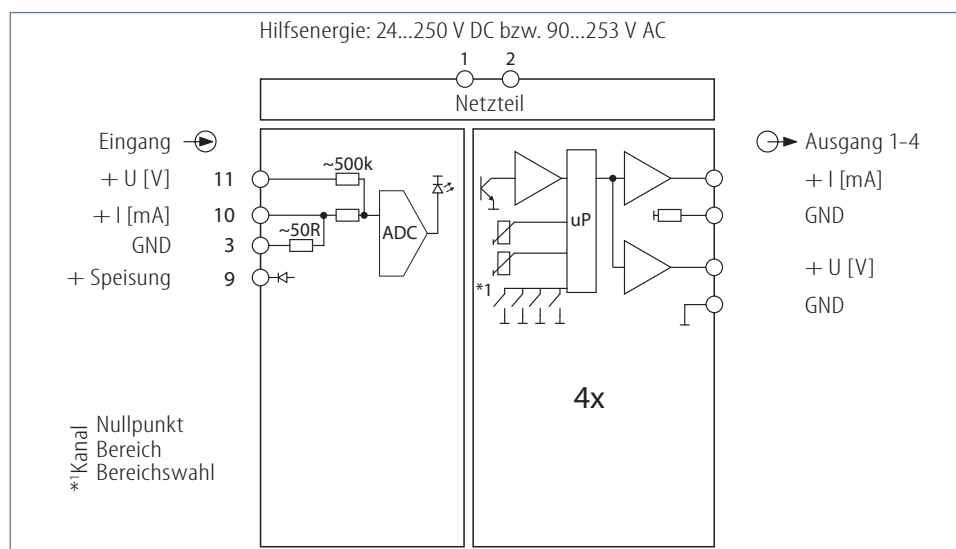 Hilfsenergie: 24...250 V DC bzw. 90...253 V AC
1 2
Netzteil
Eingang
Ausgang 1-4
~500k
+ U [V] 11
+ I [mA] 10
~50R
GND 3
+ Speisung 9
ADC
uP
*1
+ I [mA]
GND
+ U [V]
GND
4x
*1Kanal
Nullpunkt
Bereich
Bereichswahl